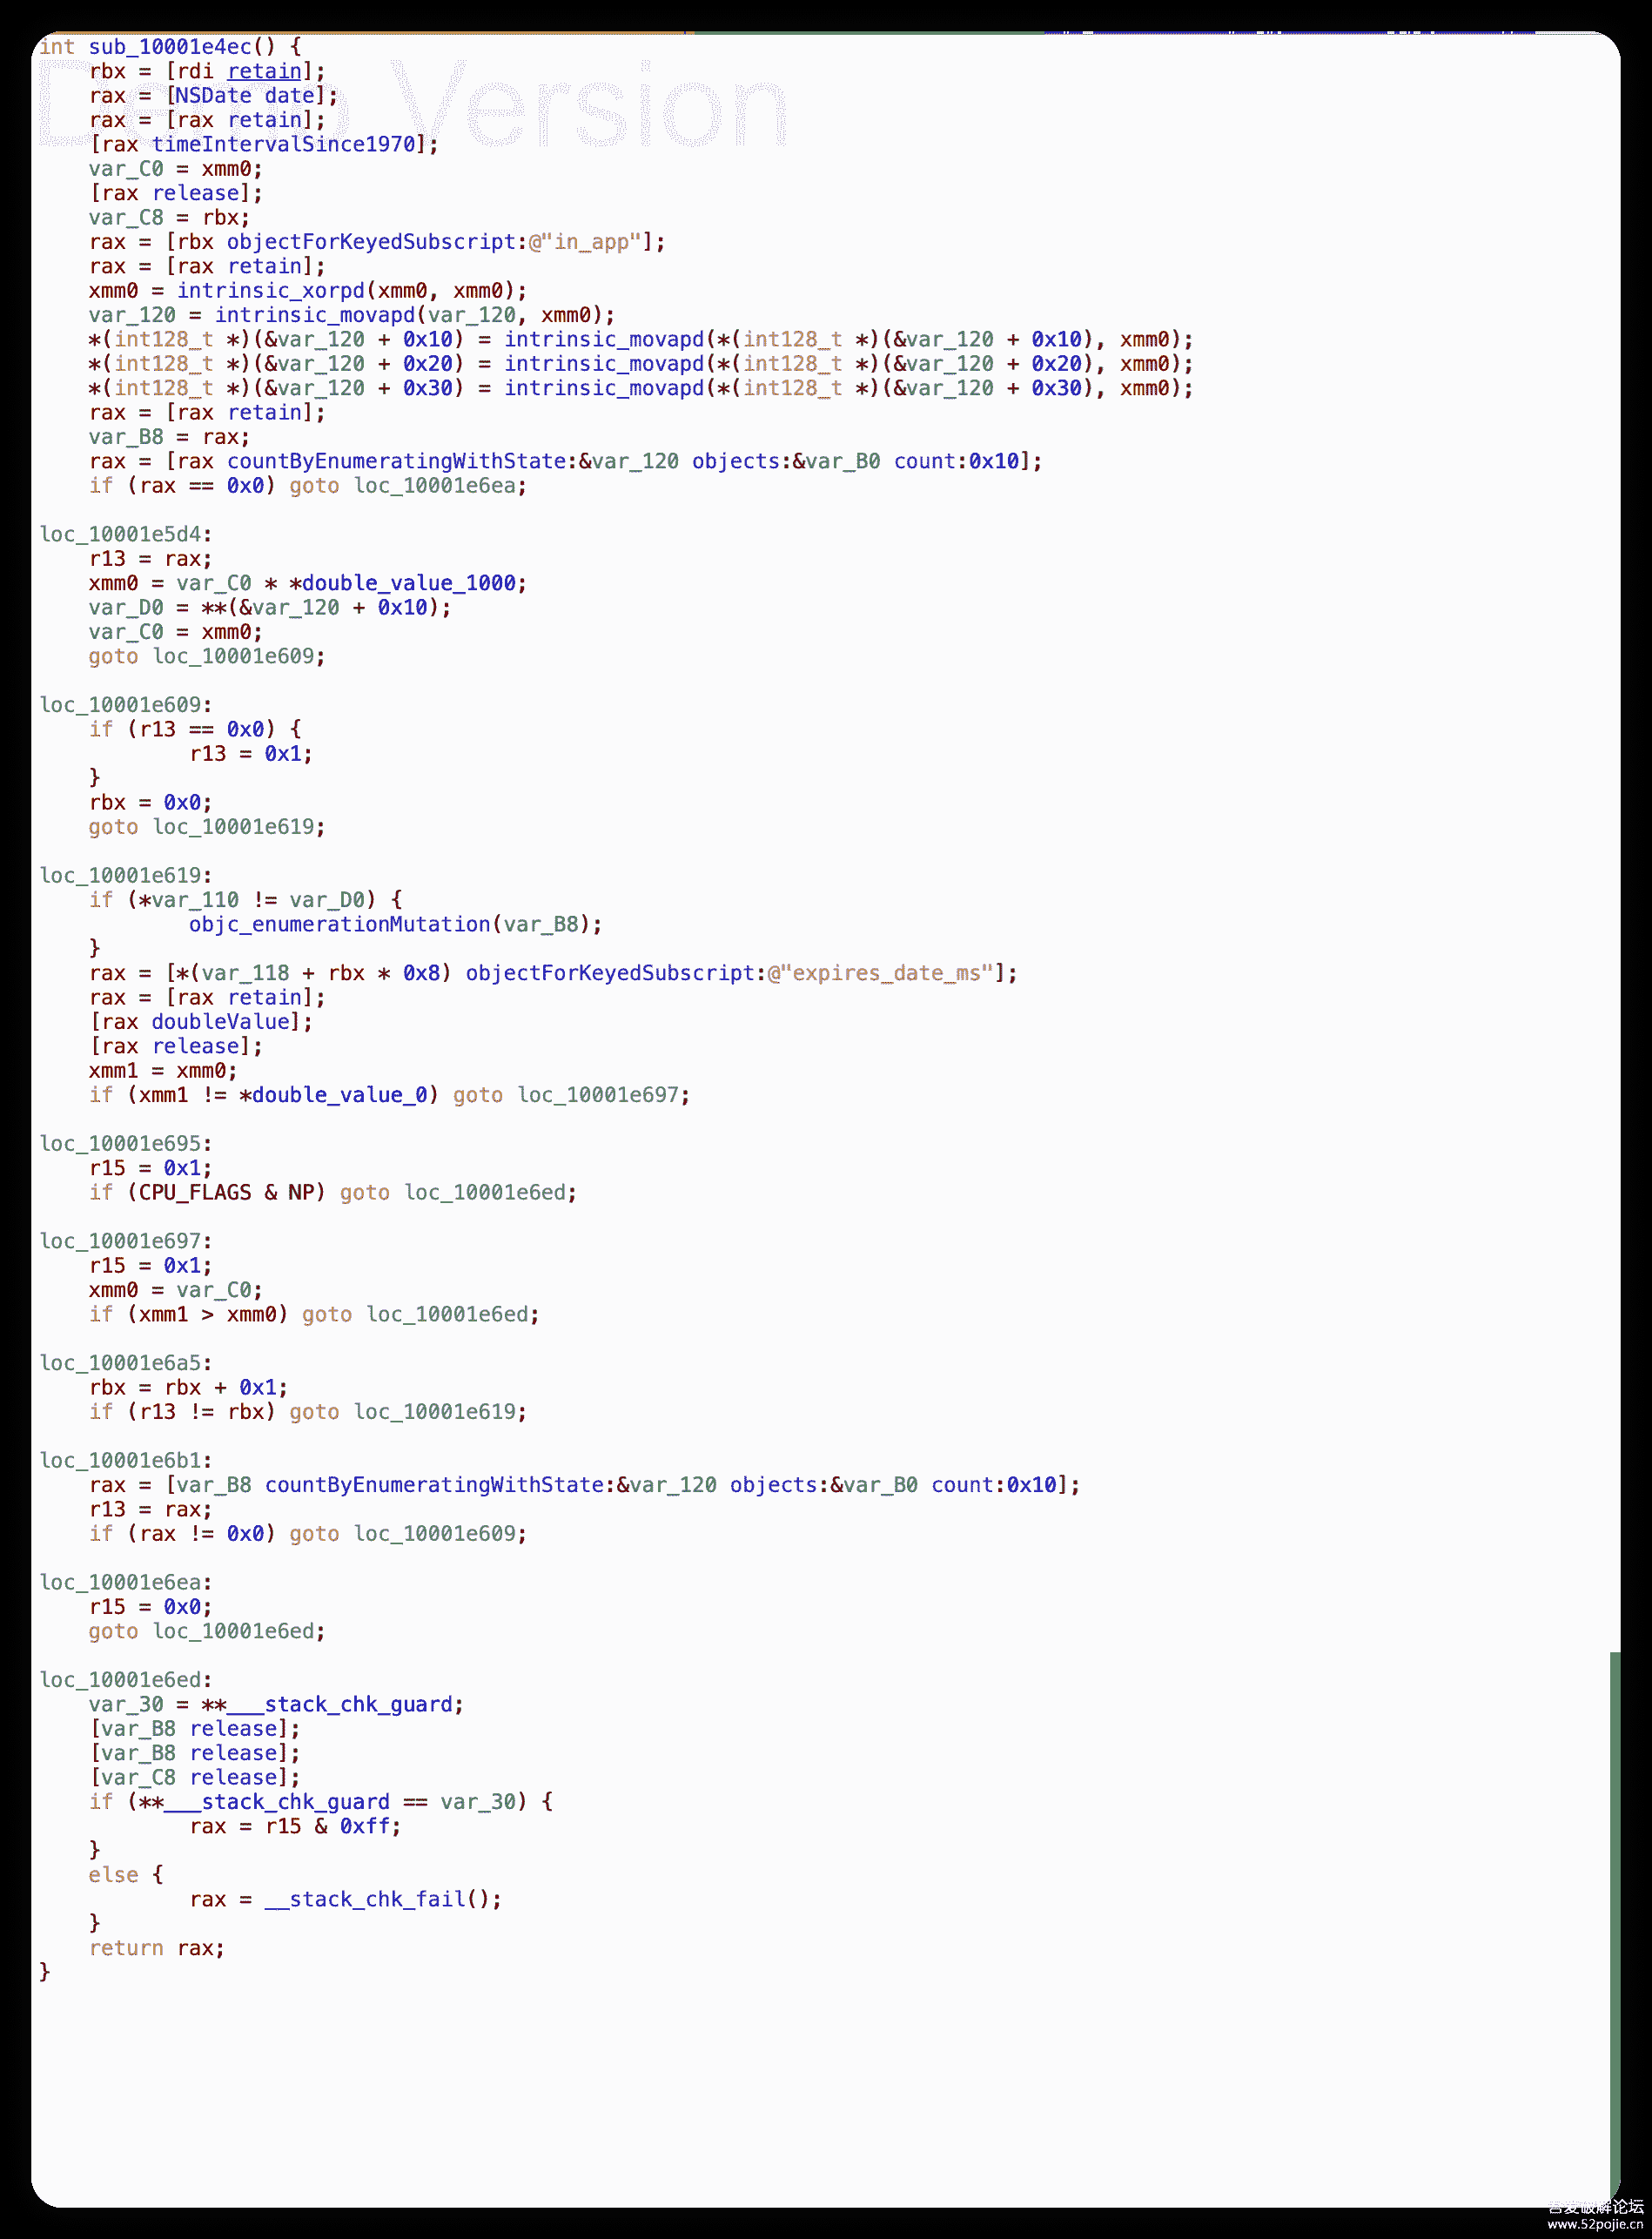 int sub_10001e4ec() {
Demo Version
    rbx = [rdi retain];
    rax = [NSDate date];
    rax = [rax retain];
    [rax timeIntervalSince1970];
    var_C0 = xmm0;
    [rax release];
    var_C8 = rbx;
    rax = [rbx objectForKeyedSubscript:@"in_app"];
    rax = [rax retain];
    xmm0 = intrinsic_xorpd(xmm0, xmm0);
    var_120 = intrinsic_movapd(var_120, xmm0);
    *(int128_t *)(&var_120 + 0x10) = intrinsic_movapd(*(int128_t *)(&var_120 + 0x10), xmm0);
    *(int128_t *)(&var_120 + 0x20) = intrinsic_movapd(*(int128_t *)(&var_120 + 0x20), xmm0);
    *(int128_t *)(&var_120 + 0x30) = intrinsic_movapd(*(int128_t *)(&var_120 + 0x30), xmm0);
    rax = [rax retain];
    var_B8 = rax;
    rax = [rax countByEnumeratingWithState:&var_120 objects:&var_B0 count:0x10];
    if (rax == 0x0) goto loc_10001e6ea;

loc_10001e5d4:
    r13 = rax;
    xmm0 = var_C0 * *double_value_1000;
    var_D0 = **(&var_120 + 0x10);
    var_C0 = xmm0;
    goto loc_10001e609;

loc_10001e609:
    if (r13 == 0x0) {
            r13 = 0x1;
    }
    rbx = 0x0;
    goto loc_10001e619;

loc_10001e619:
    if (*var_110 != var_D0) {
            objc_enumerationMutation(var_B8);
    }
    rax = [*(var_118 + rbx * 0x8) objectForKeyedSubscript:@"expires_date_ms"];
    rax = [rax retain];
    [rax doubleValue];
    [rax release];
    xmm1 = xmm0;
    if (xmm1 != *double_value_0) goto loc_10001e697;

loc_10001e695:
    r15 = 0x1;
    if (CPU_FLAGS & NP) goto loc_10001e6ed;

loc_10001e697:
    r15 = 0x1;
    xmm0 = var_C0;
    if (xmm1 > xmm0) goto loc_10001e6ed;

loc_10001e6a5:
    rbx = rbx + 0x1;
    if (r13 != rbx) goto loc_10001e619;

loc_10001e6b1:
    rax = [var_B8 countByEnumeratingWithState:&var_120 objects:&var_B0 count:0x10];
    r13 = rax;
    if (rax != 0x0) goto loc_10001e609;

loc_10001e6ea:
    r15 = 0x0;
    goto loc_10001e6ed;

loc_10001e6ed:
    var_30 = **___stack_chk_guard;
    [var_B8 release];
    [var_B8 release];
    [var_C8 release];
    if (**___stack_chk_guard == var_30) {
            rax = r15 & 0xff;
    }
    else {
            rax = __stack_chk_fail();
    }
    return rax;
}
吾爱破解论坛
www.52pojie.cn